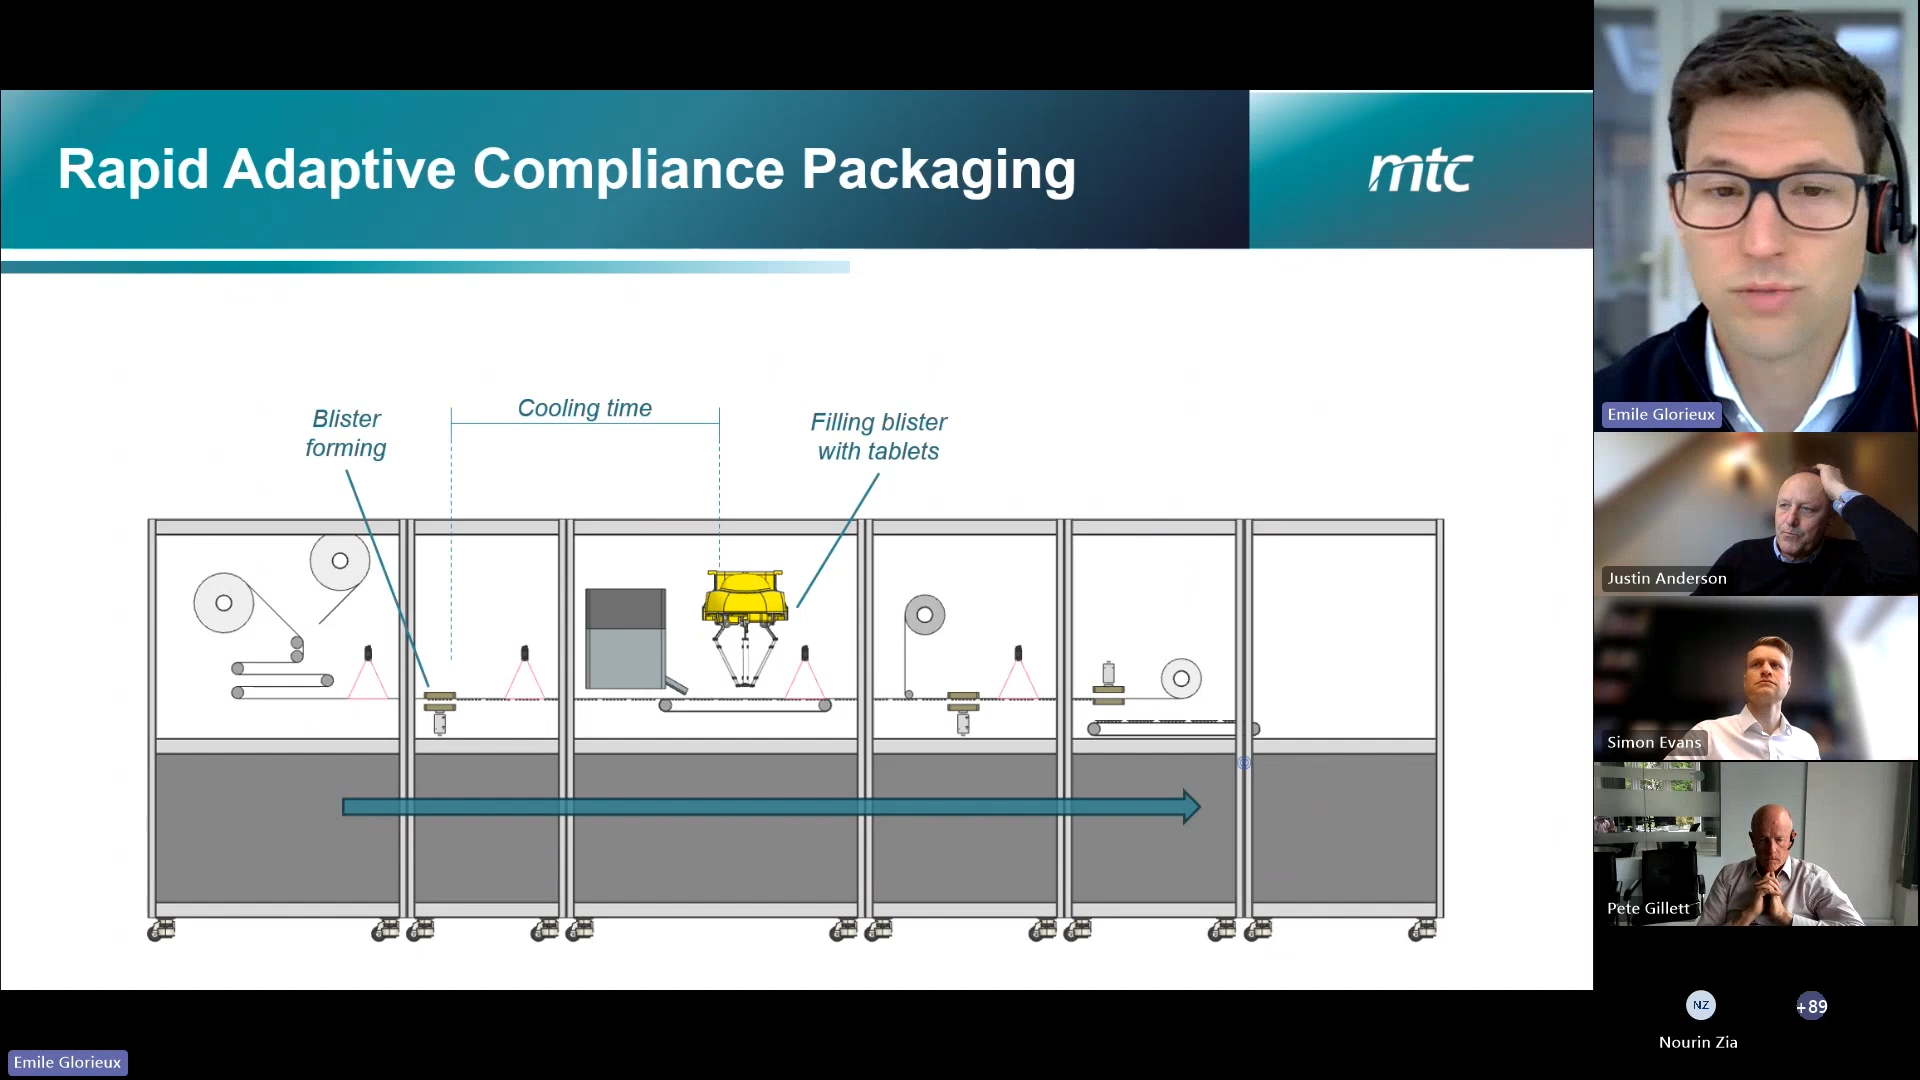 Rapid Adaptive Compliance Packaging
mtc
Blister
forming
Cooling time
Filling blister
with tablets
Emile Glorieux
Justin Anderson
Simon Evans
Pete Gillett
NZ
+89
Nourin Zia
Emile Glorieux